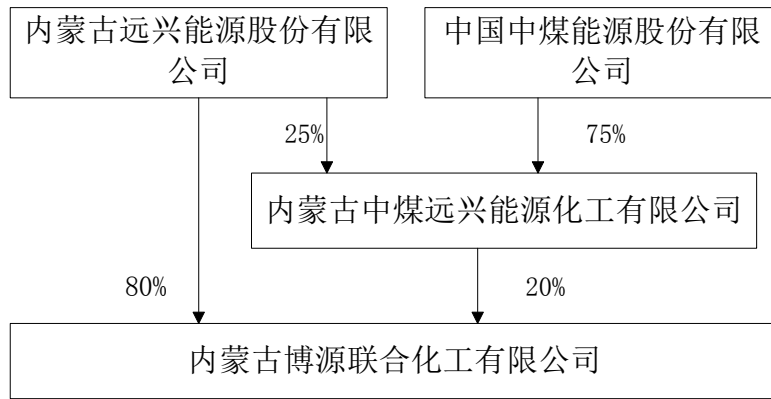 内蒙古远兴能源股份有限
公司
中国中煤能源股份有限
公司
25%
75%
内蒙古中煤远兴能源化工有限公司
80%
20%
内蒙古博源联合化工有限公司